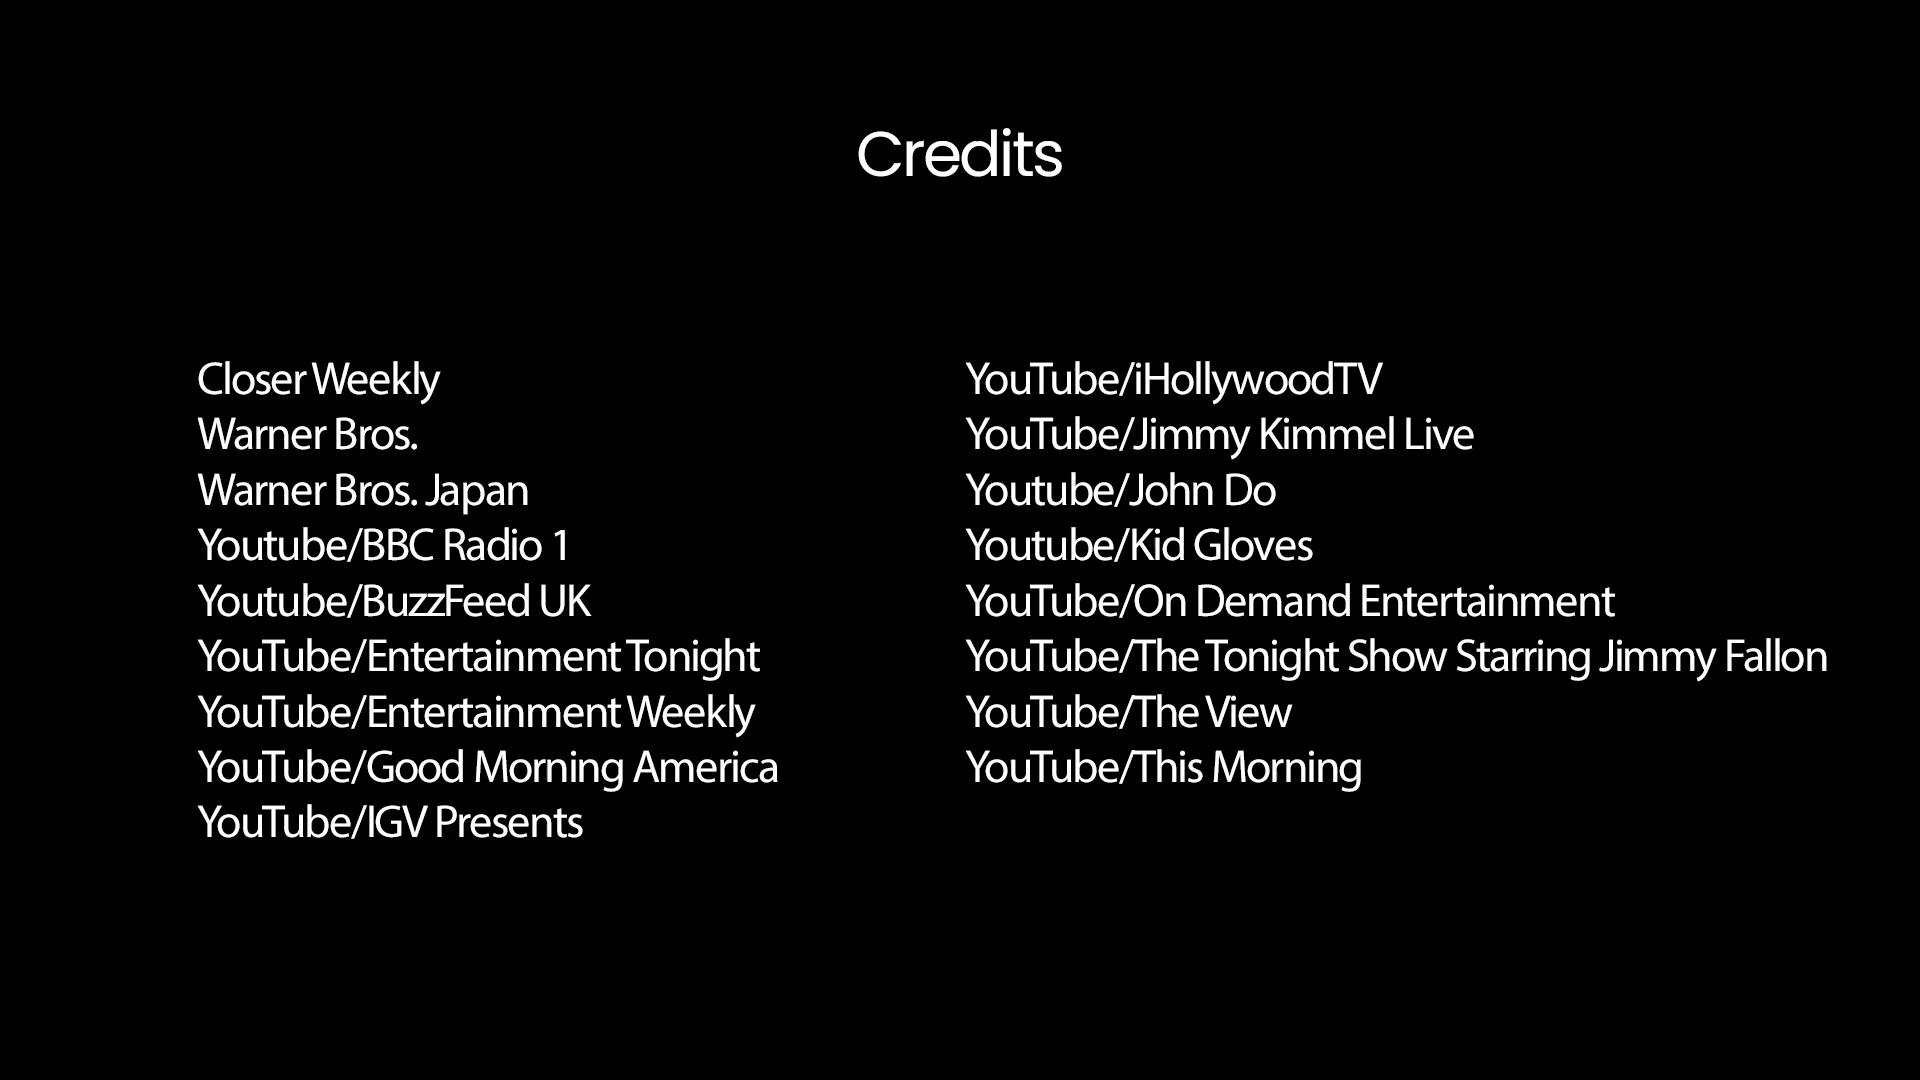 Credits
Closer Weekly
Warner Bros.
Warner Bros. Japan
Youtube/BBC Radio 1
Youtube/BuzzFeed UK
YouTube/Entertainment Tonight
YouTube/Entertainment Weekly
YouTube/Good Morning America
YouTube/IGV Presents
YouTube/iHollywoodTV
YouTube/Jimmy Kimmel Live
Youtube/John Do
Youtube/Kid Gloves
YouTube/On Demand Entertainment
YouTube/The Tonight Show Starring Jimmy Fallon
YouTube/The View
YouTube/This Morning